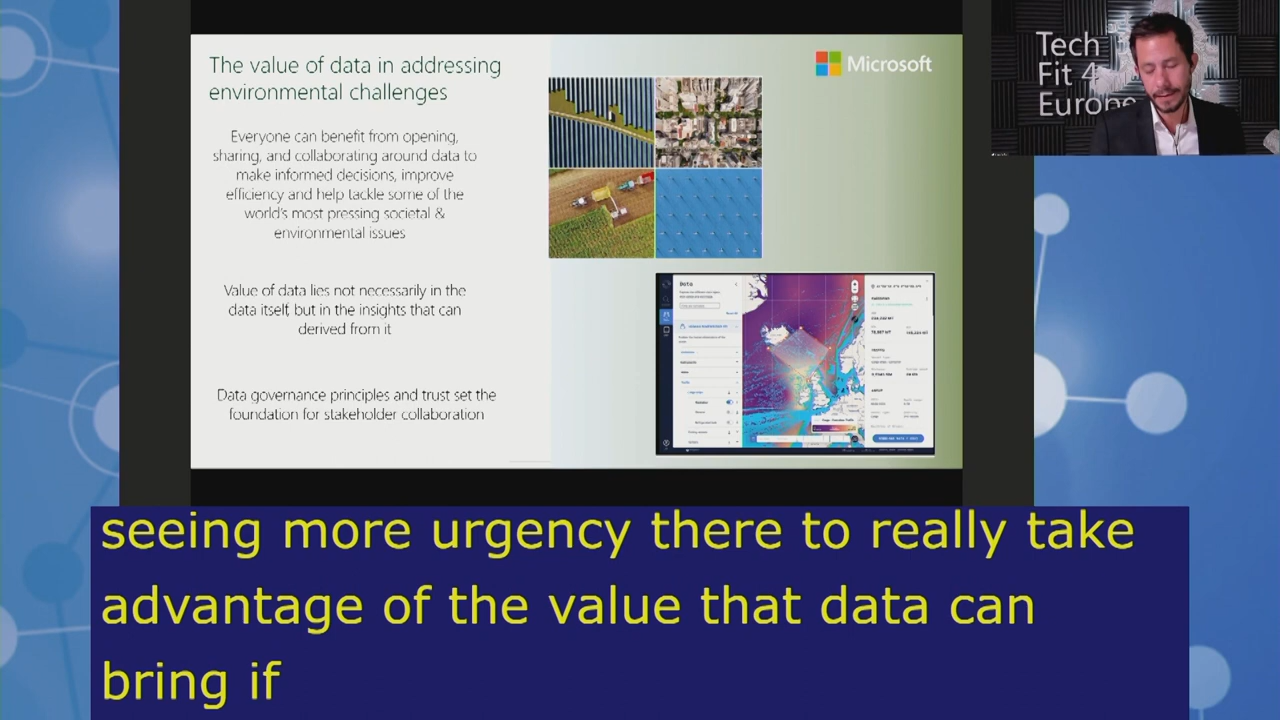 The value of data in addressing
environmental challenges
Microsoft
Everyone can benefit from opening,
sharing, and collaborating around data to
make informed decisions, improve
efficiency and help tackle some of the
world's most pressing societal &
environmental issues
Value of data lies not necessarily in the
data itself, but in the insights that can
derived from it
Data governance principles and trust set the
foundation for stakeholder collaboration
Data
Tech
Fit 4
Europe
seeing more urgency there to really take
advantage of the value that data can
bring if